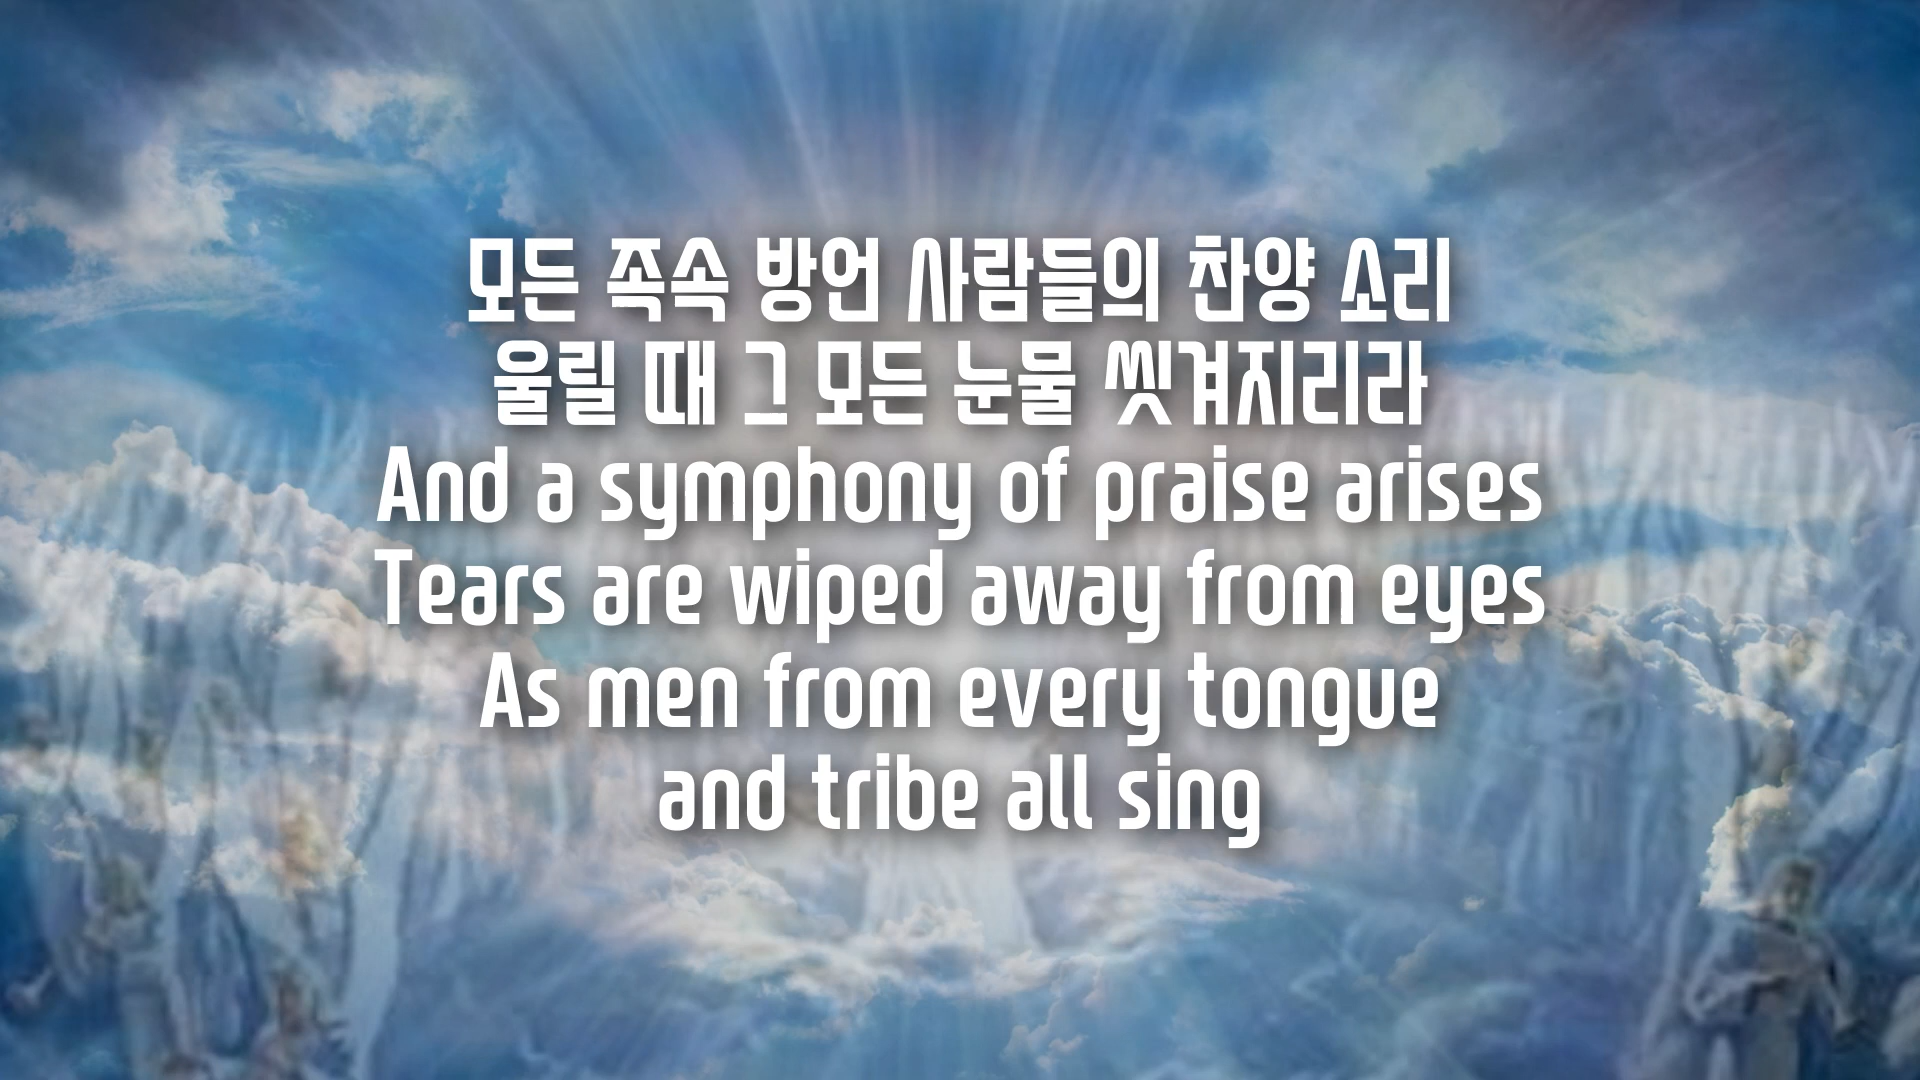 모든 족속 방언 사람들의 찬양 소리
울릴 때 그 모든 눈물 씻겨지리라
And a symphony of praise arises
Tears are wiped away from eyes
As men from every tongue
and tribe all sing